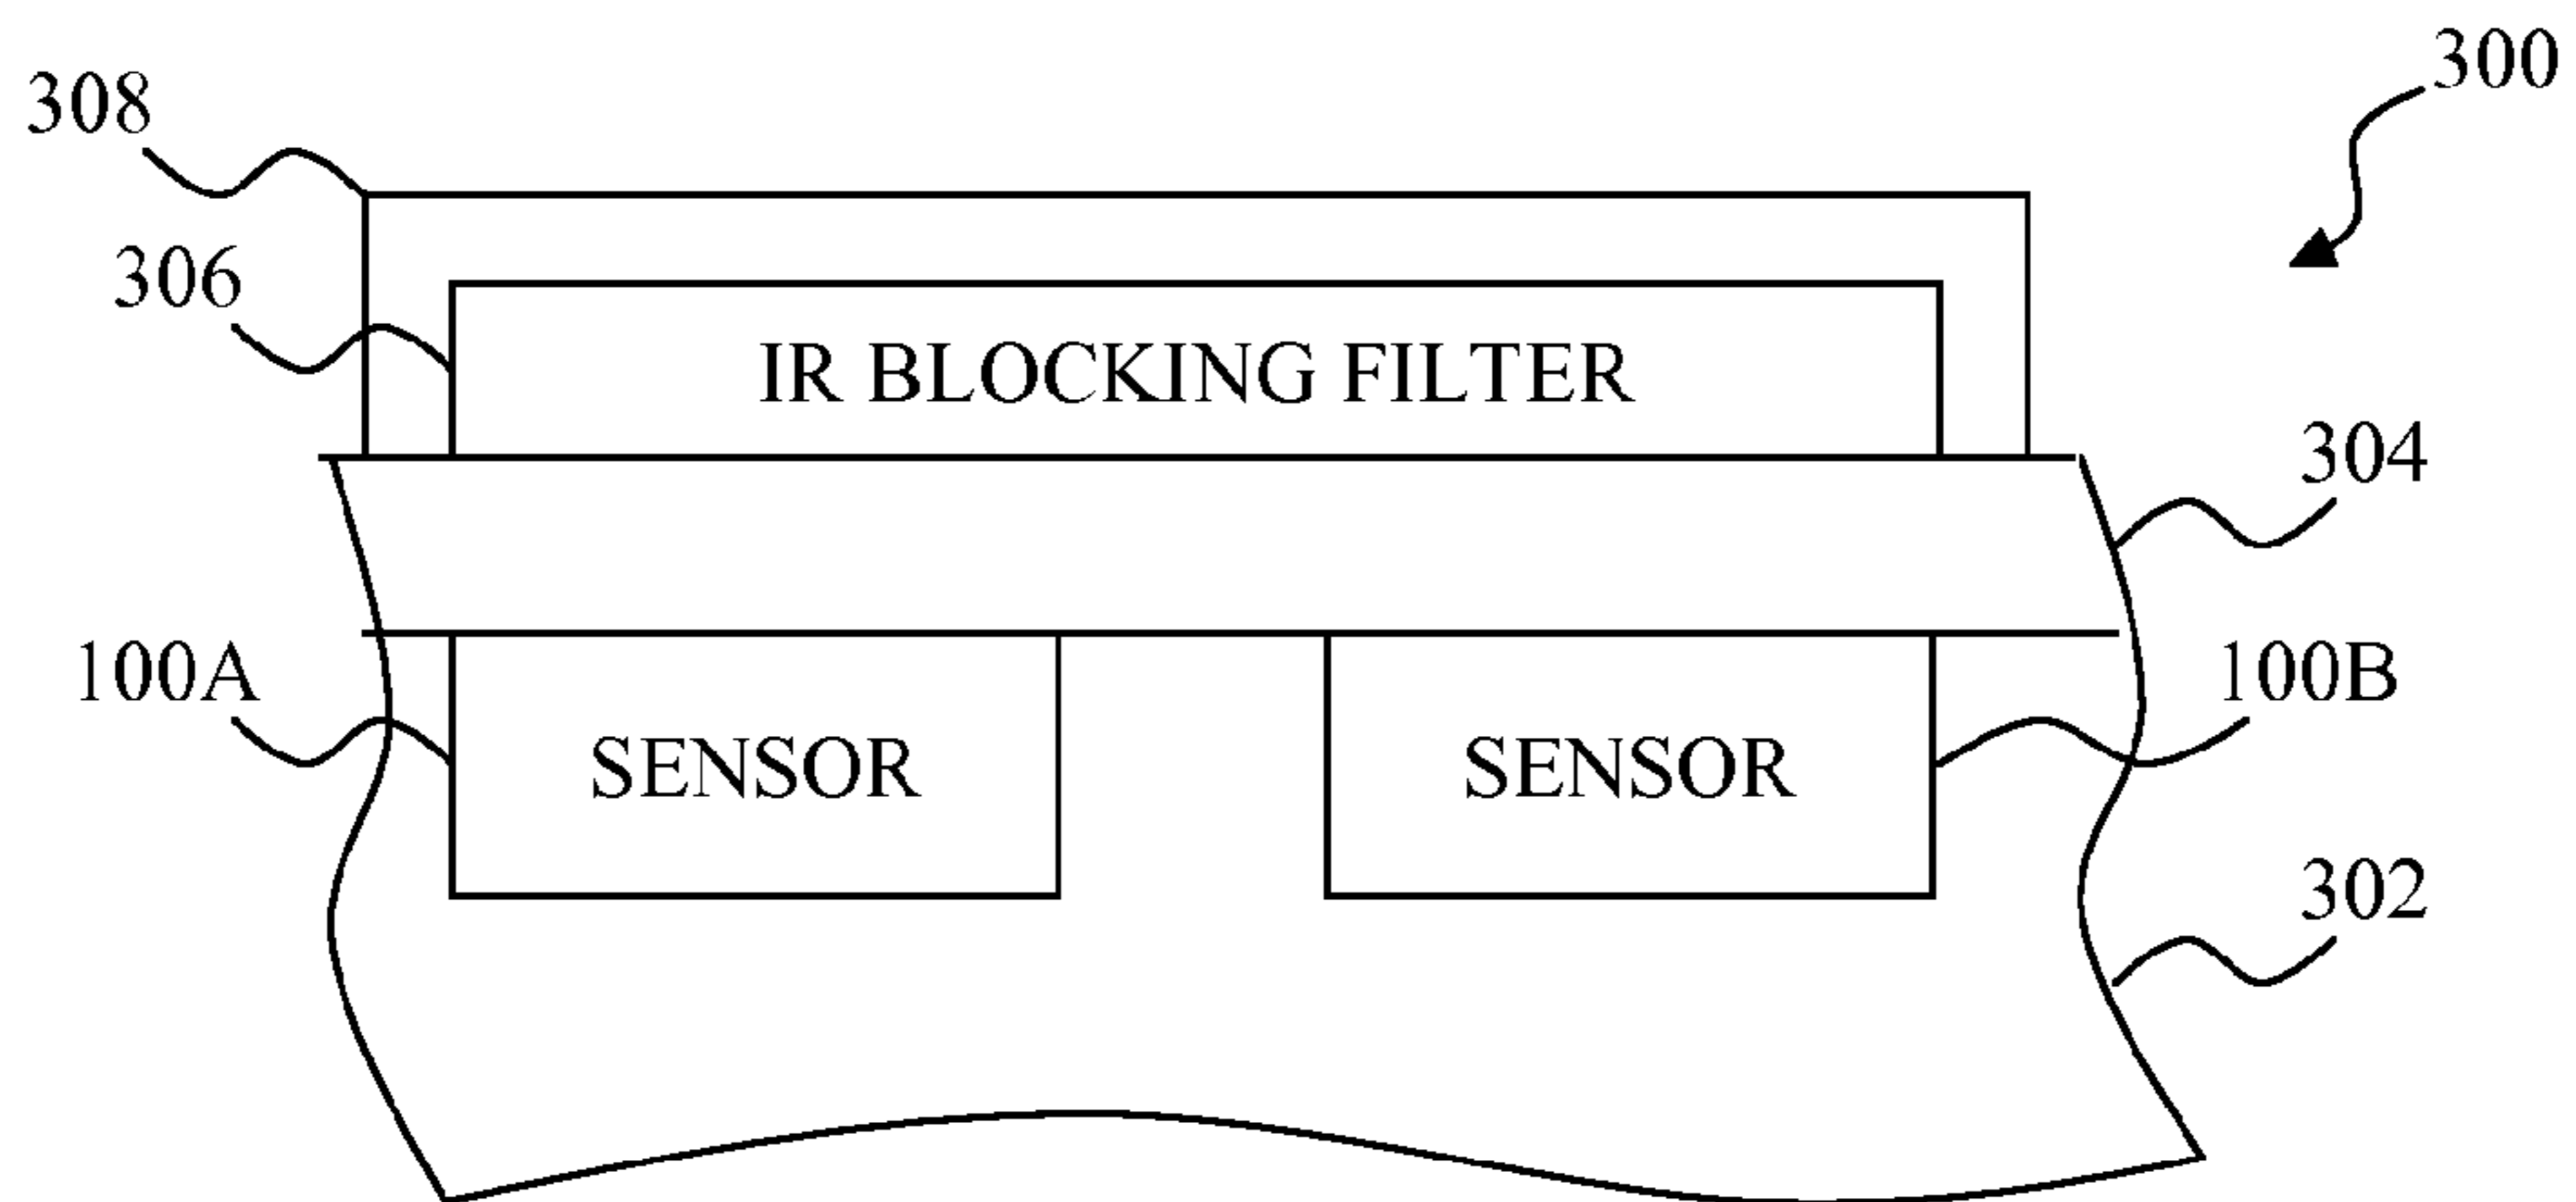 300
308
306
IR BLOCKING FILTER
304
100A
100B
SENSOR
SENSOR
302